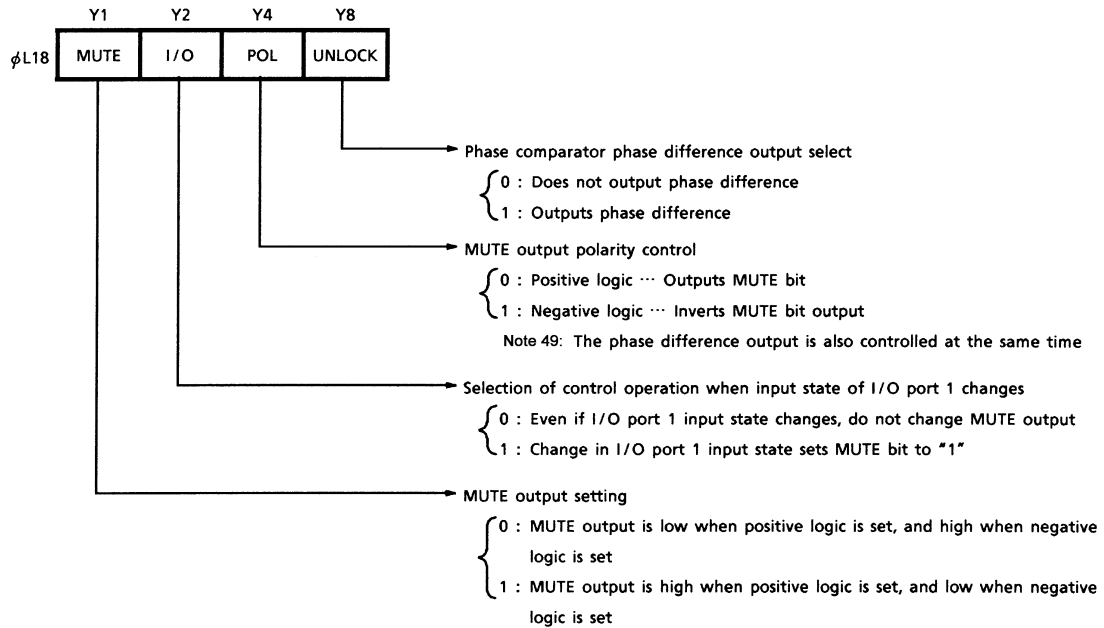 Y1 Y2 Y4 Y8
ϕL18 MUTE I/O POL UNLOCK
Phase comparator phase difference output select
0 : Does not output phase difference
1 : Outputs phase difference
MUTE output polarity control
0 : Positive logic ··· Outputs MUTE bit
1 : Negative logic ··· Inverts MUTE bit output
Note 49: The phase difference output is also controlled at the same time
Selection of control operation when input state of I/O port 1 changes
0 : Even if I/O port 1 input state changes, do not change MUTE output
1 : Change in I/O port 1 input state sets MUTE bit to "1"
MUTE output setting
0 : MUTE output is low when positive logic is set, and high when negative
logic is set
1 : MUTE output is high when positive logic is set, and low when negative
logic is set